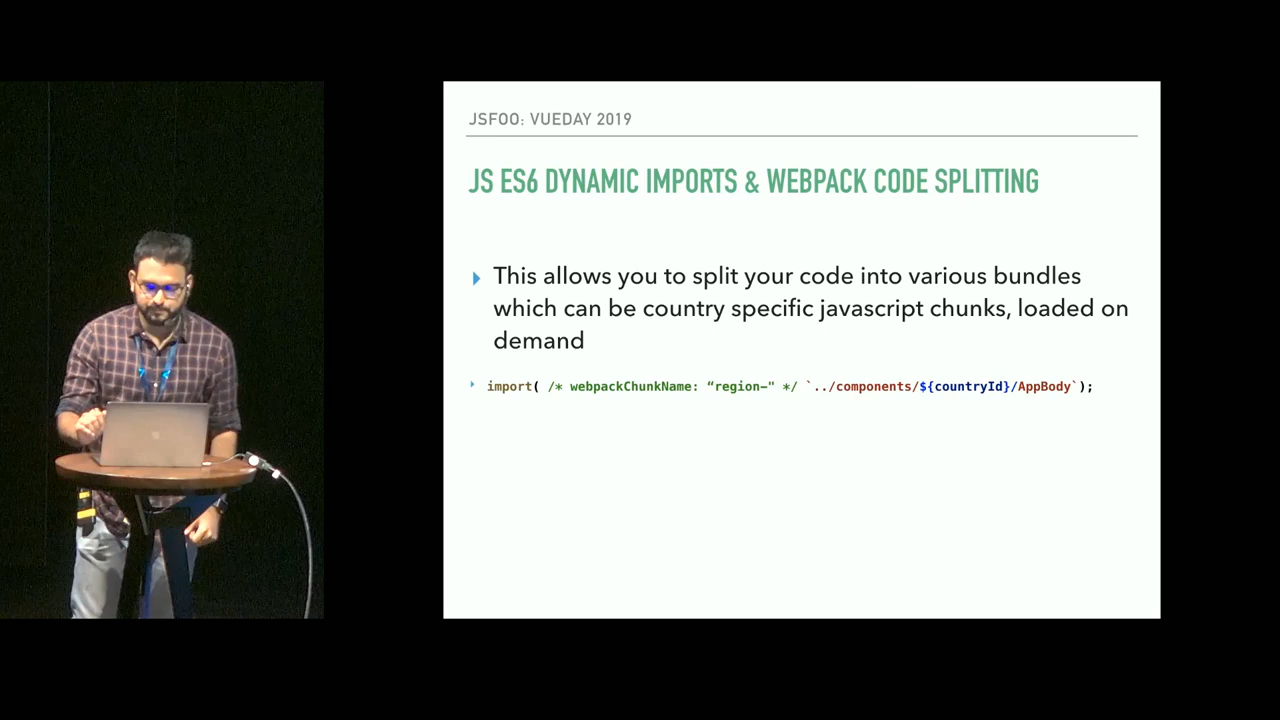 JSFOO: VUEDAY 2019
JS ES6 DYNAMIC IMPORTS & WEBPACK CODE SPLITTING
This allows you to split your code into various bundles
which can be country specific javascript chunks, loaded on
demand
import( /* webpackChunkName: “region–" */ `../components/${countryId}/AppBody`);